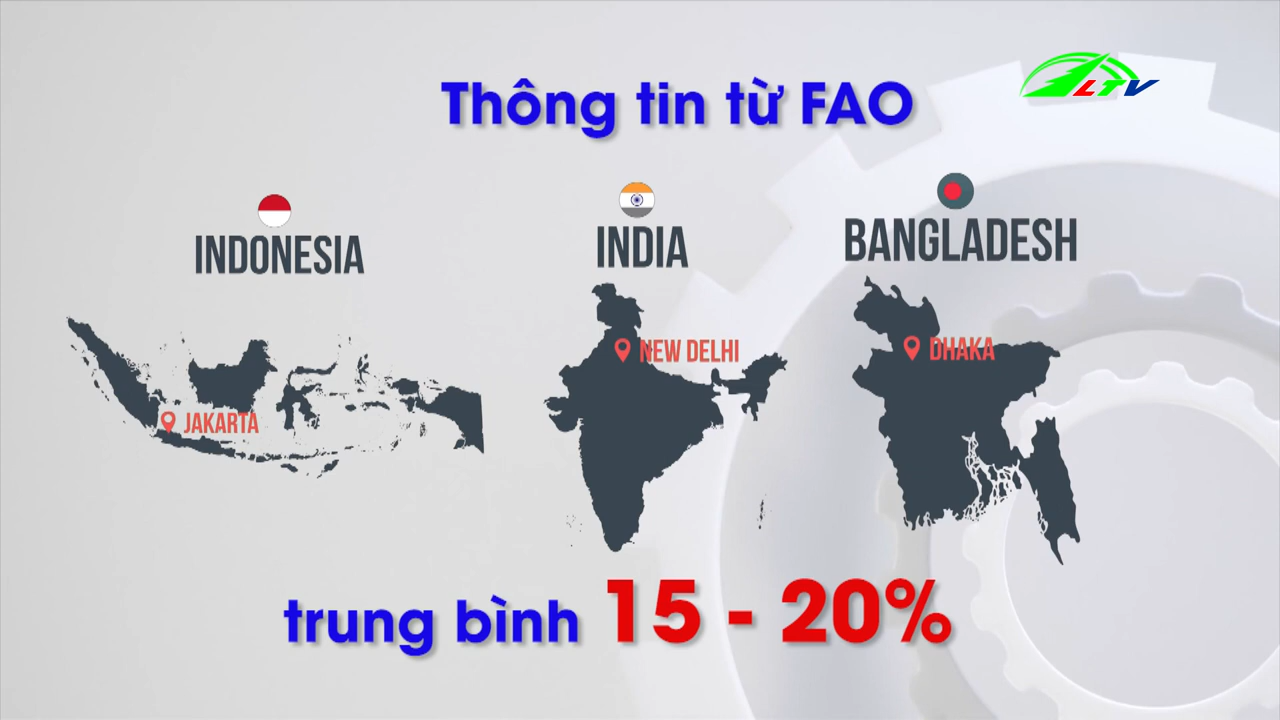 LTV
Thông tin từ FAO
INDONESIA
INDIA
BANGLADESH
NEW DELHI
DHAKA
JAKARTA
trung bình 15 - 20%